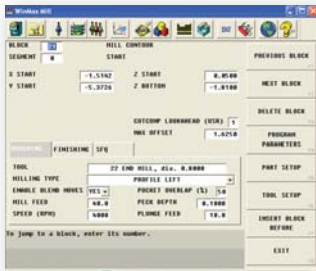 WinMax Mill
BLOCK 21 MILL CONTOUR
SEGMENT 0 START
X START -1.5142 Z START 0.0500
Y START -5.3726 Z BOTTOM -1.0100
CUTCOMP LOOKAHEAD (USR) 1
MAX OFFSET 1.6250
ROUGHING FINISHING SFQ
TOOL 22 END MILL, dia. 0.0000
MILLING TYPE PROFILE LEFT
ENABLE BLEND MOVES YES POCKET OVERLAP (%) 50
MILL FEED 40.0 PECK DEPTH 0.1000
SPEED (RPM) 4000 PLUNGE FEED 10.0
To jump to a block, enter its number.
PREVIOUS BLOCK
NEXT BLOCK
DELETE BLOCK
PROGRAM
PARAMETERS
PART SETUP
TOOL SETUP
INSERT BLOCK
BEFORE
EXIT